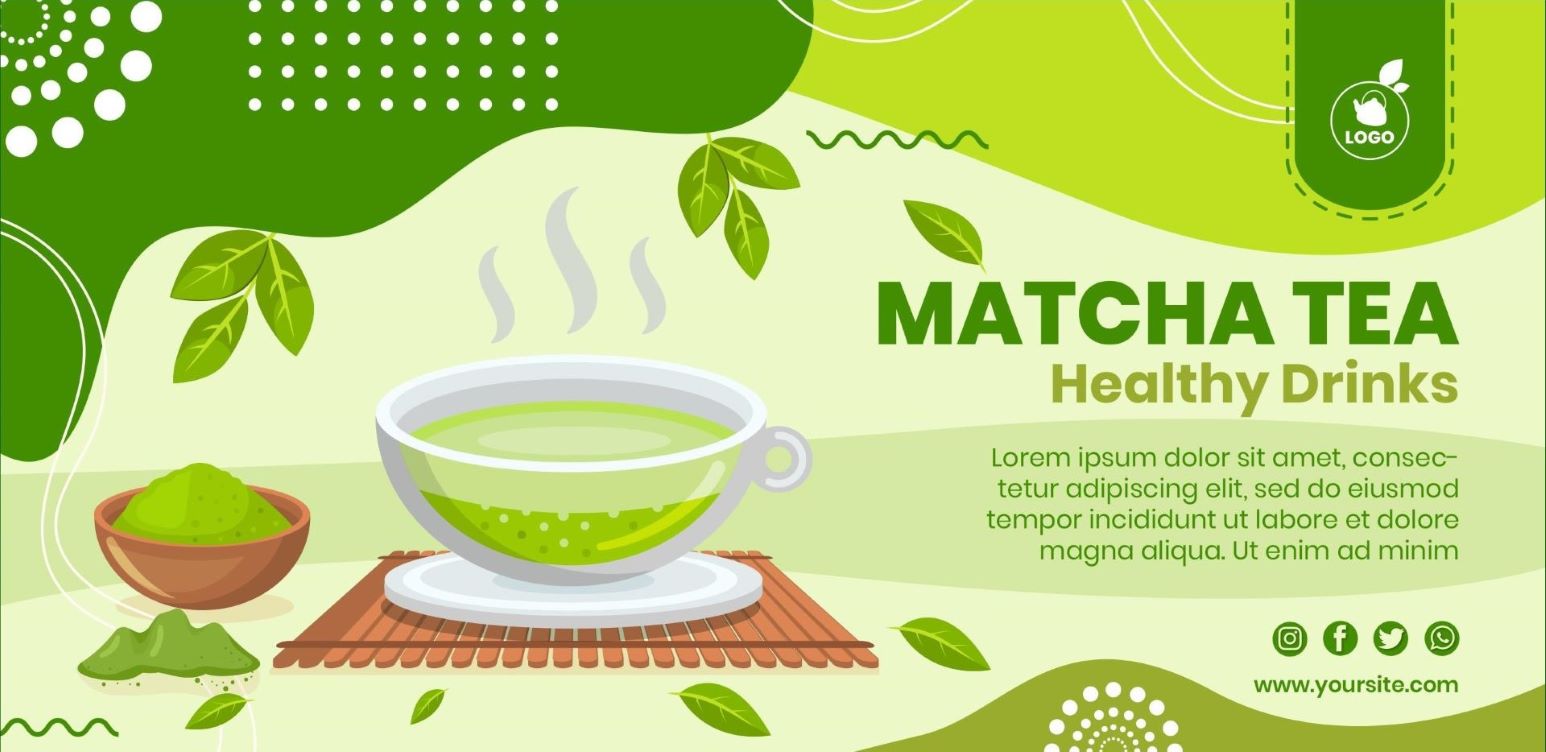 LOGO
MATCHA TEA
Healthy Drinks
Lorem ipsum dolor sit amet, consec-
tetur adipiscing elit, sed do eiusmod
tempor incididunt ut labore et dolore
magna aliqua. Ut enim ad minim
www.yoursite.com